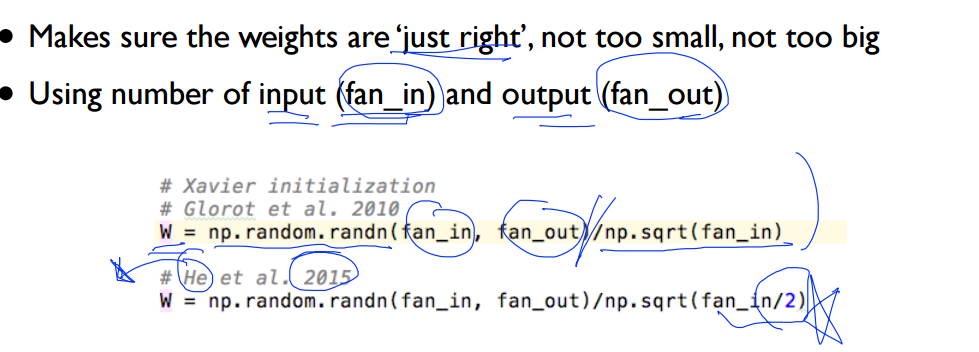 • Makes sure the weights are ‘just right’, not too small, not too big
• Using number of input (fan_in) and output (fan_out)
# Xavier initialization
# Glorot et al. 2010
W = np.random.randn(fan_in, fan_out)/np.sqrt(fan_in)
# He et al. 2015
W = np.random.randn(fan_in, fan_out)/np.sqrt(fan_in/2)